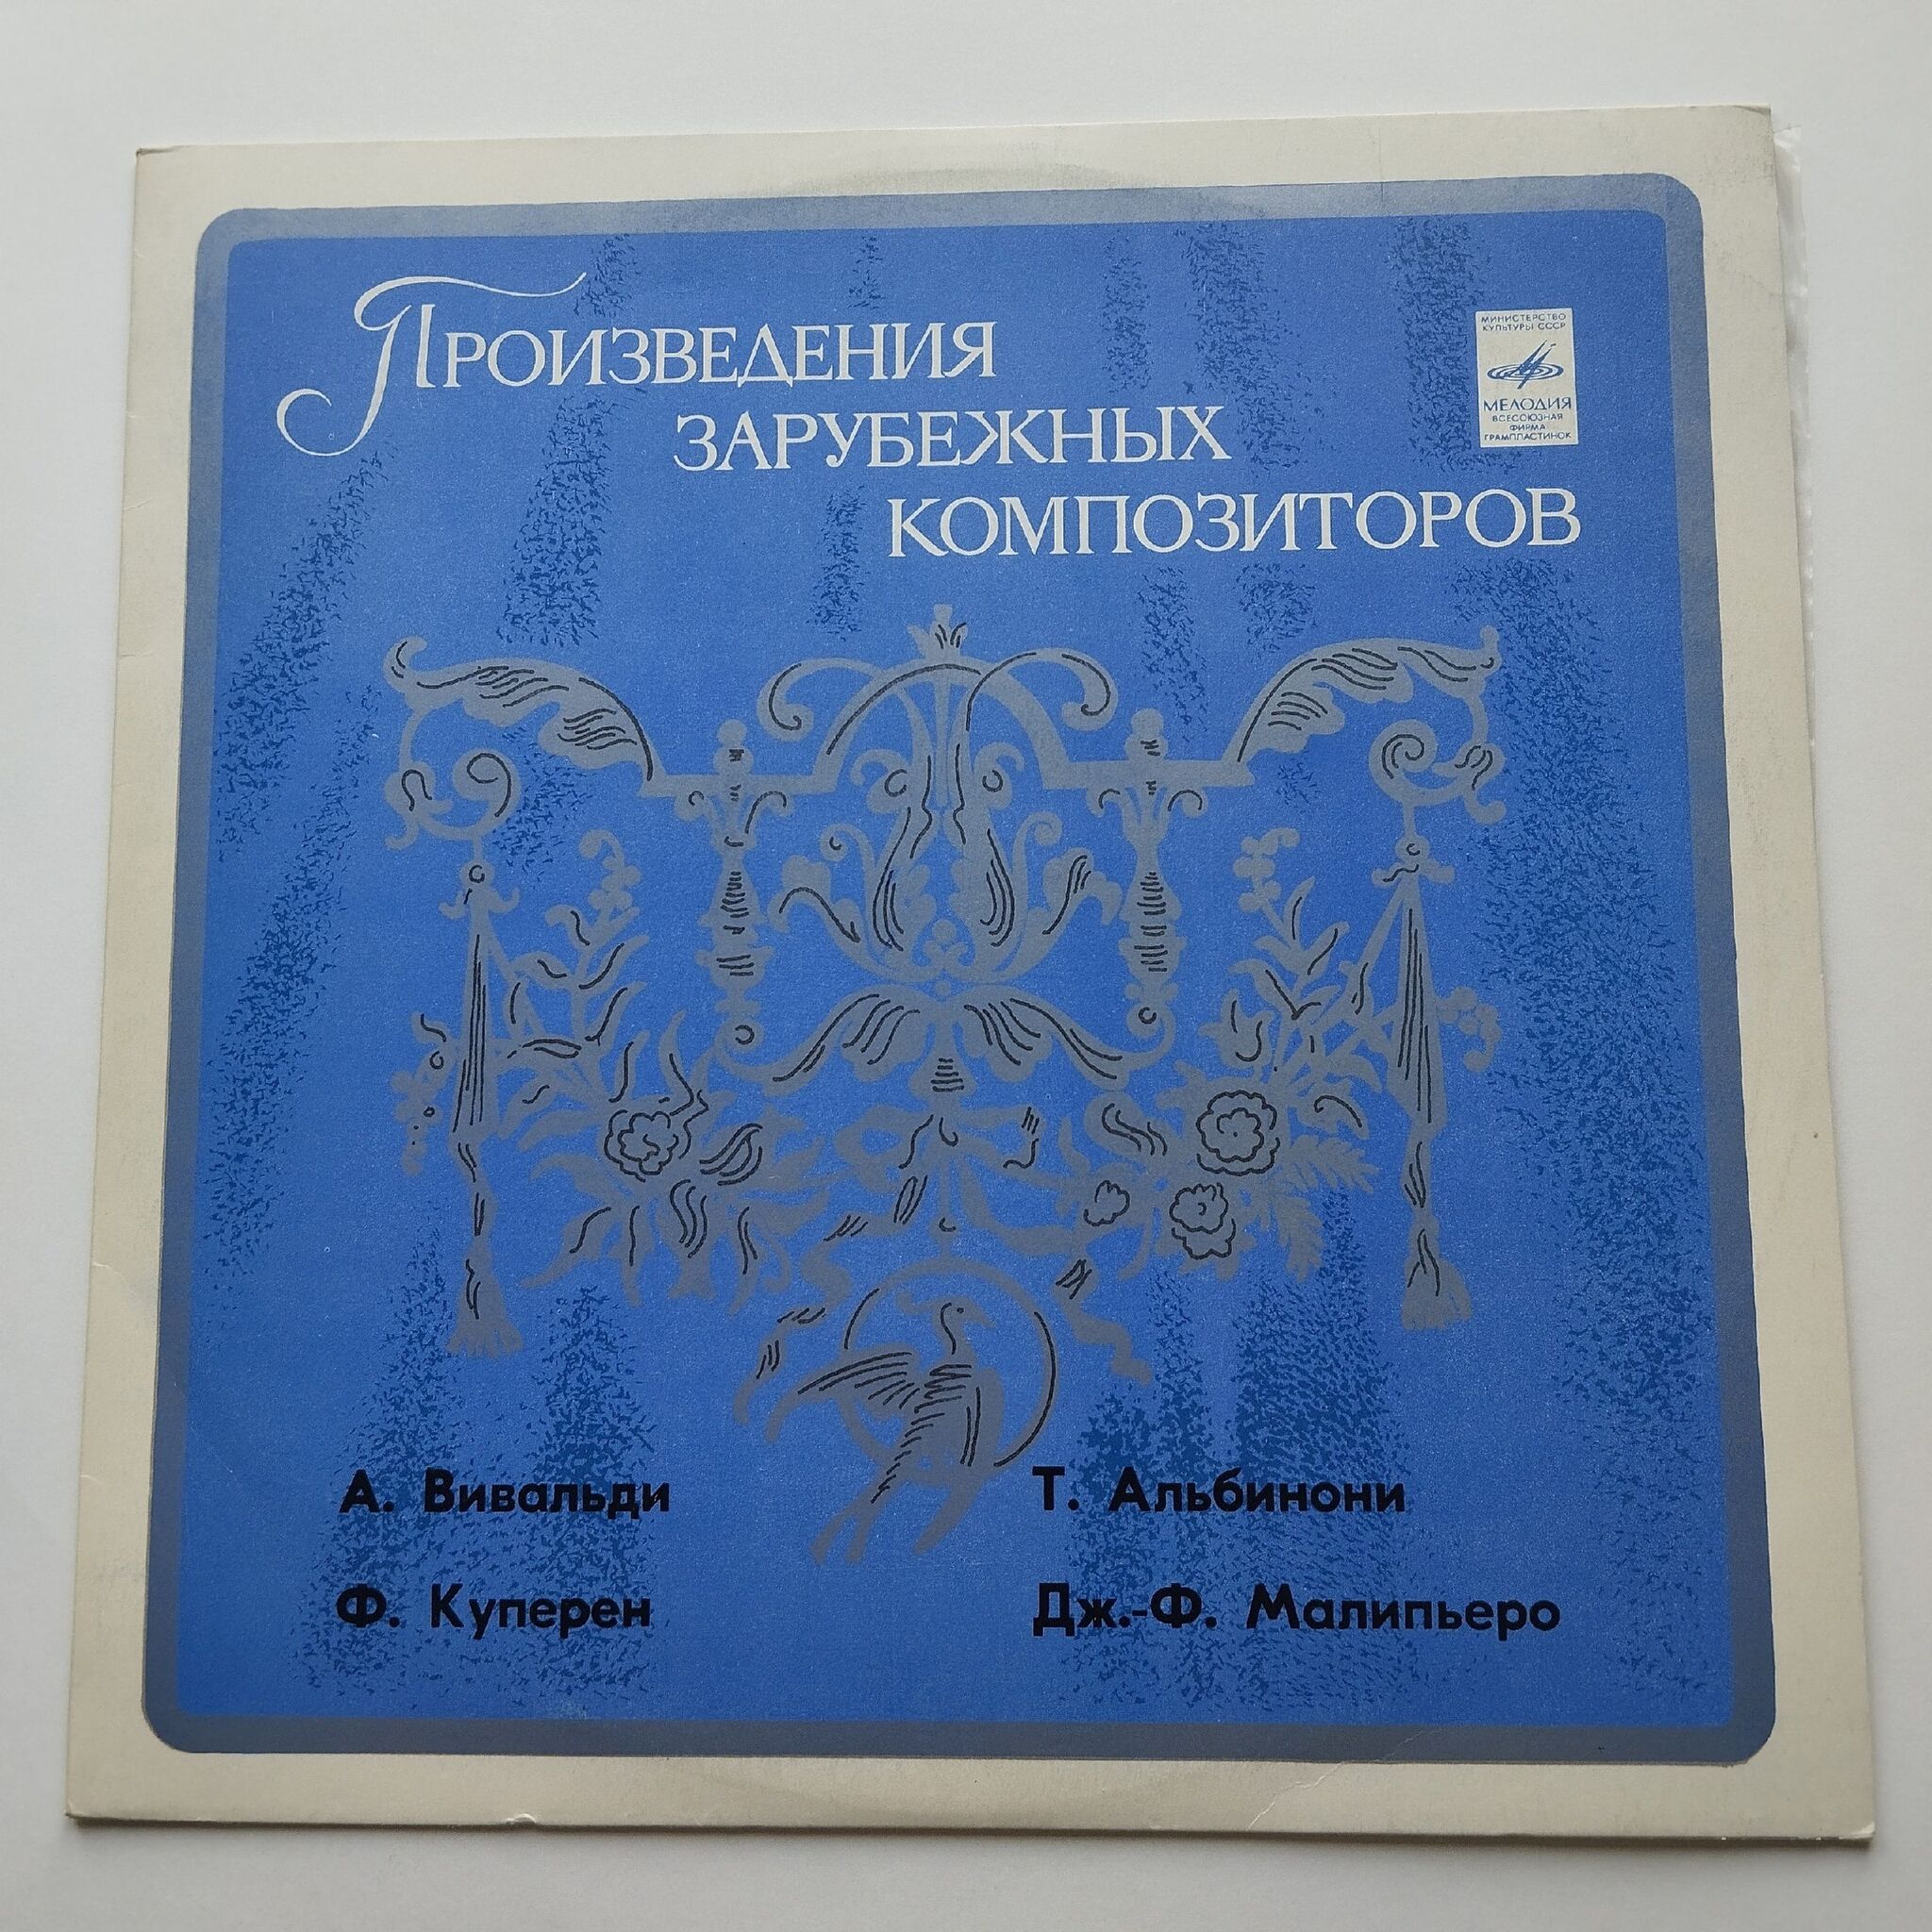 Произведения
зарубежных
композиторов
МИНИСТЕРСТВО
КУЛЬТУРЫ СССР
МЕЛОДИЯ
ВСЕСОЮЗНАЯ
ФИРМА
ГРАМПЛАСТИНОК
А. Вивальди
Т. Альбинони
Ф. Куперен
Дж.-Ф. Малипьеро